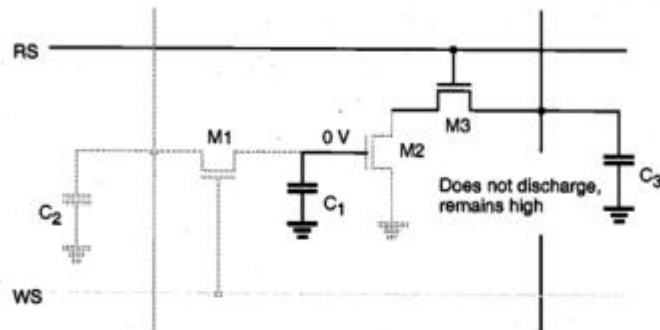 RS
M1
0 V
M2
M3
C2
C1
Does not discharge,
remains high
C3
WS